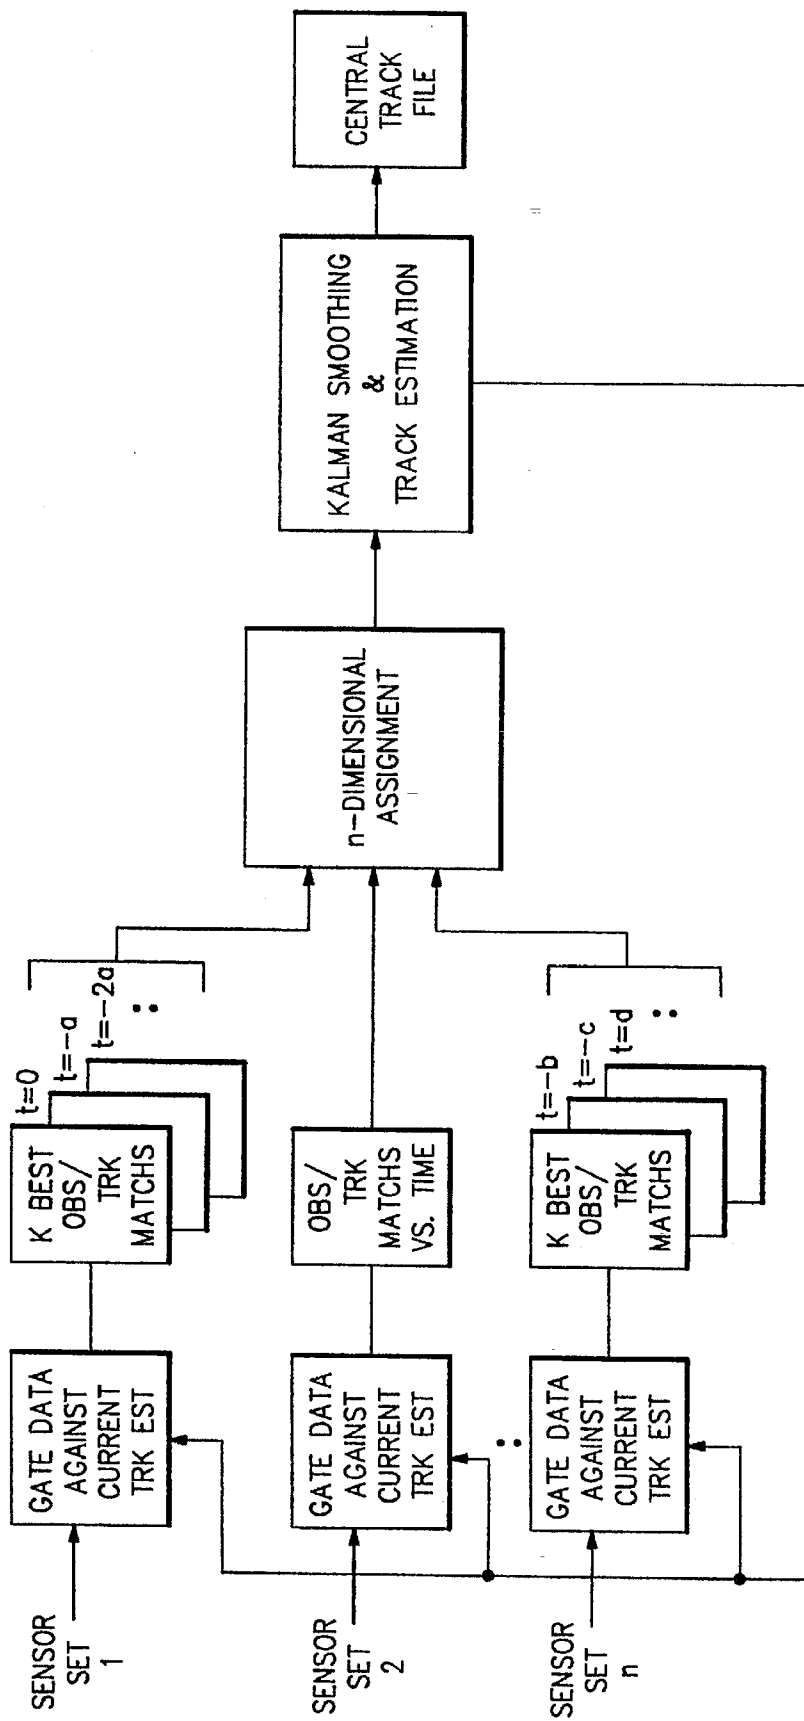 SENSOR
SET
1
GATE DATA
AGAINST
CURRENT
TRK EST
K BEST
OBS/
TRK
MATCHS
t=0
t=-a
t=-2a
:
SENSOR
SET
2
GATE DATA
AGAINST
CURRENT
TRK EST
OBS/
TRK
MATCHS
VS. TIME
:
SENSOR
SET
n
GATE DATA
AGAINST
CURRENT
TRK EST
K BEST
OBS/
TRK
MATCHS
t=-b
t=-c
t=d
:
n-DIMENSIONAL
ASSIGNMENT
KALMAN SMOOTHING
&
TRACK ESTIMATION
CENTRAL
TRACK
FILE